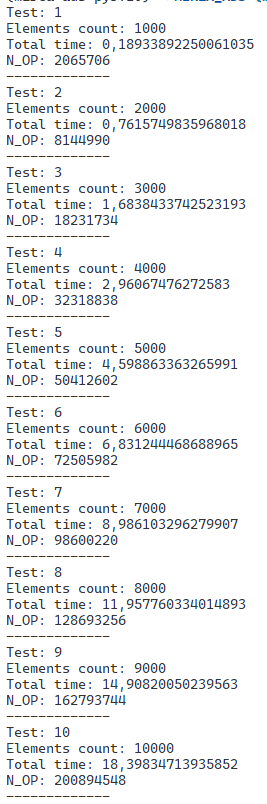 Test: 1
Elements count: 1000
Total time: 0,18933892250061035
N_OP: 2065706
-------------
Test: 2
Elements count: 2000
Total time: 0,7615749835968018
N_OP: 8144990
-------------
Test: 3
Elements count: 3000
Total time: 1,6838433742523193
N_OP: 18231734
-------------
Test: 4
Elements count: 4000
Total time: 2,96067476272583
N_OP: 32318838
-------------
Test: 5
Elements count: 5000
Total time: 4,598863363265991
N_OP: 50412602
-------------
Test: 6
Elements count: 6000
Total time: 6,831244468688965
N_OP: 72505982
-------------
Test: 7
Elements count: 7000
Total time: 8,986103296279907
N_OP: 98600220
-------------
Test: 8
Elements count: 8000
Total time: 11,957760334014893
N_OP: 128693256
-------------
Test: 9
Elements count: 9000
Total time: 14,90820050239563
N_OP: 162793744
-------------
Test: 10
Elements count: 10000
Total time: 18,39834713935852
N_OP: 200894548
-------------